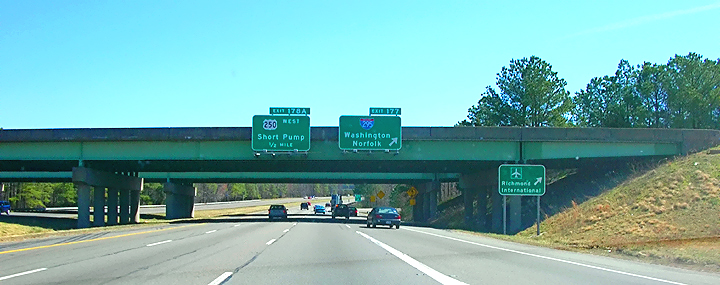 EXIT 178A
250 WEST
Short Pump
1/2 MILE
EXIT 177
295
Washington
Norfolk
Richmond
International